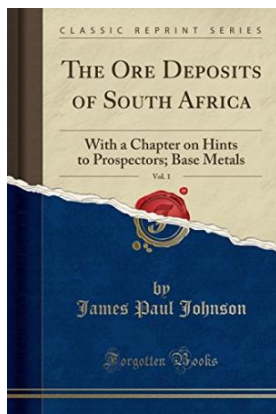 CLASSIC REPRINT SERIES
THE ORE DEPOSITS
OF SOUTH AFRICA
With a Chapter on Hints
to Prospectors; Base Metals
Vol. 1
by
James Paul Johnson
Forgotten Books